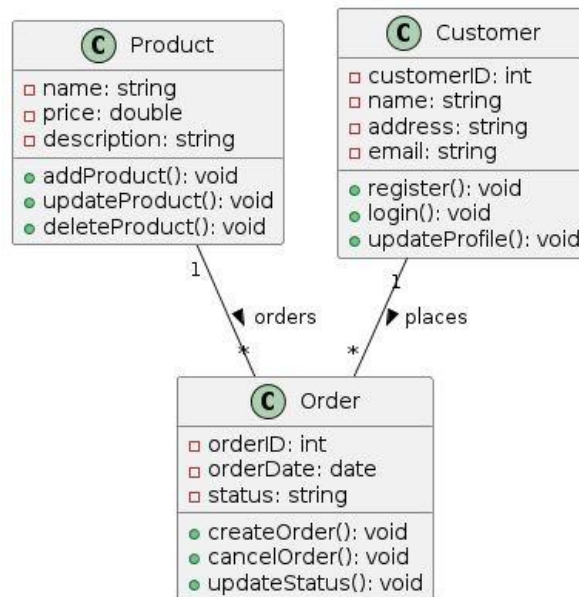 C Product
- name: string
- price: double
- description: string
addProduct(): void
updateProduct(): void
deleteProduct(): void
C Customer
- customerID: int
- name: string
- address: string
- email: string
register(): void
login(): void
updateProfile(): void
1
orders
*
1
places
*
C Order
- orderID: int
- orderDate: date
- status: string
createOrder(): void
cancelOrder(): void
updateStatus(): void